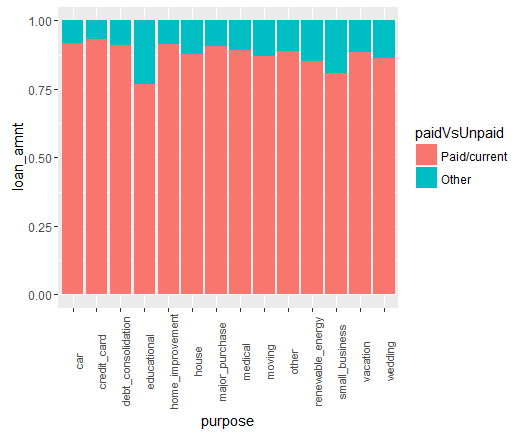 1.00
0.75
0.50
0.25
0.00
loan_amnt
car
credit_card
debt_consolidation
educational
home_improvement
house
major_purchase
medical
moving
other
renewable_energy
small_business
vacation
wedding
purpose
paidVsUnpaid
Paid/current
Other